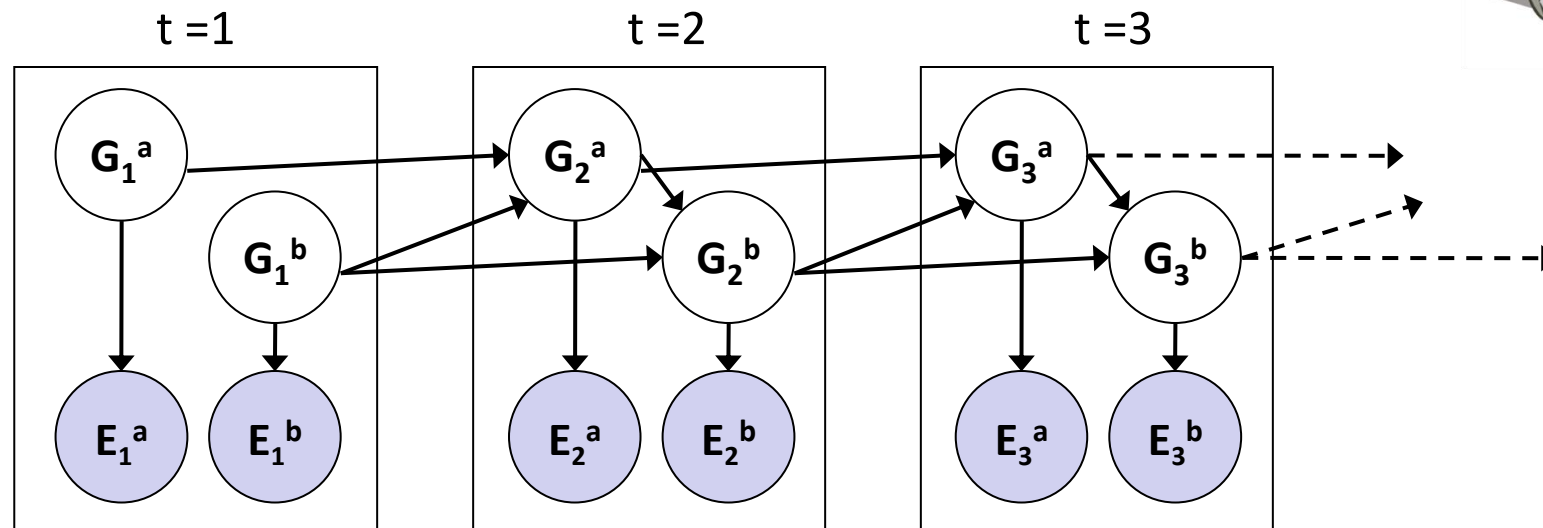 t =1 t =2 t =3
G₁ᵃ G₂ᵃ G₃ᵃ
G₁ᵇ G₂ᵇ G₃ᵇ
E₁ᵃ E₁ᵇ E₂ᵃ E₂ᵇ E₃ᵃ E₃ᵇ